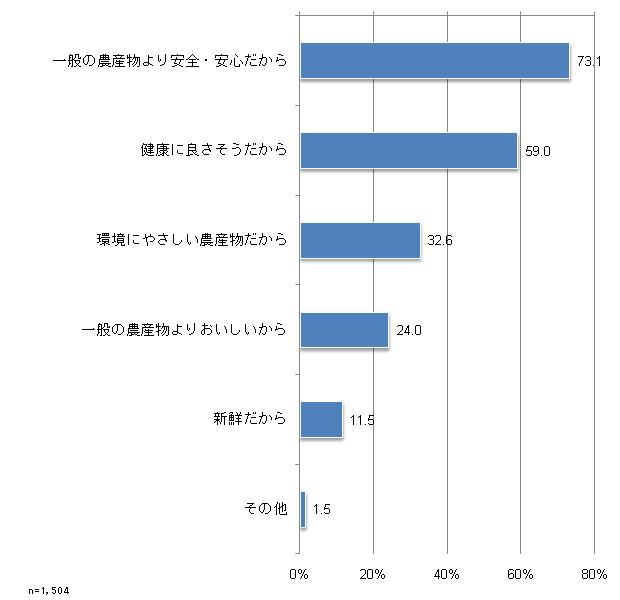 一般の農産物より安全・安心だから
73.1
健康に良さそうだから
59.0
環境にやさしい農産物だから
32.6
一般の農産物よりおいしいから
24.0
新鮮だから
11.5
その他
1.5
0% 20% 40% 60% 80%
n=1,504